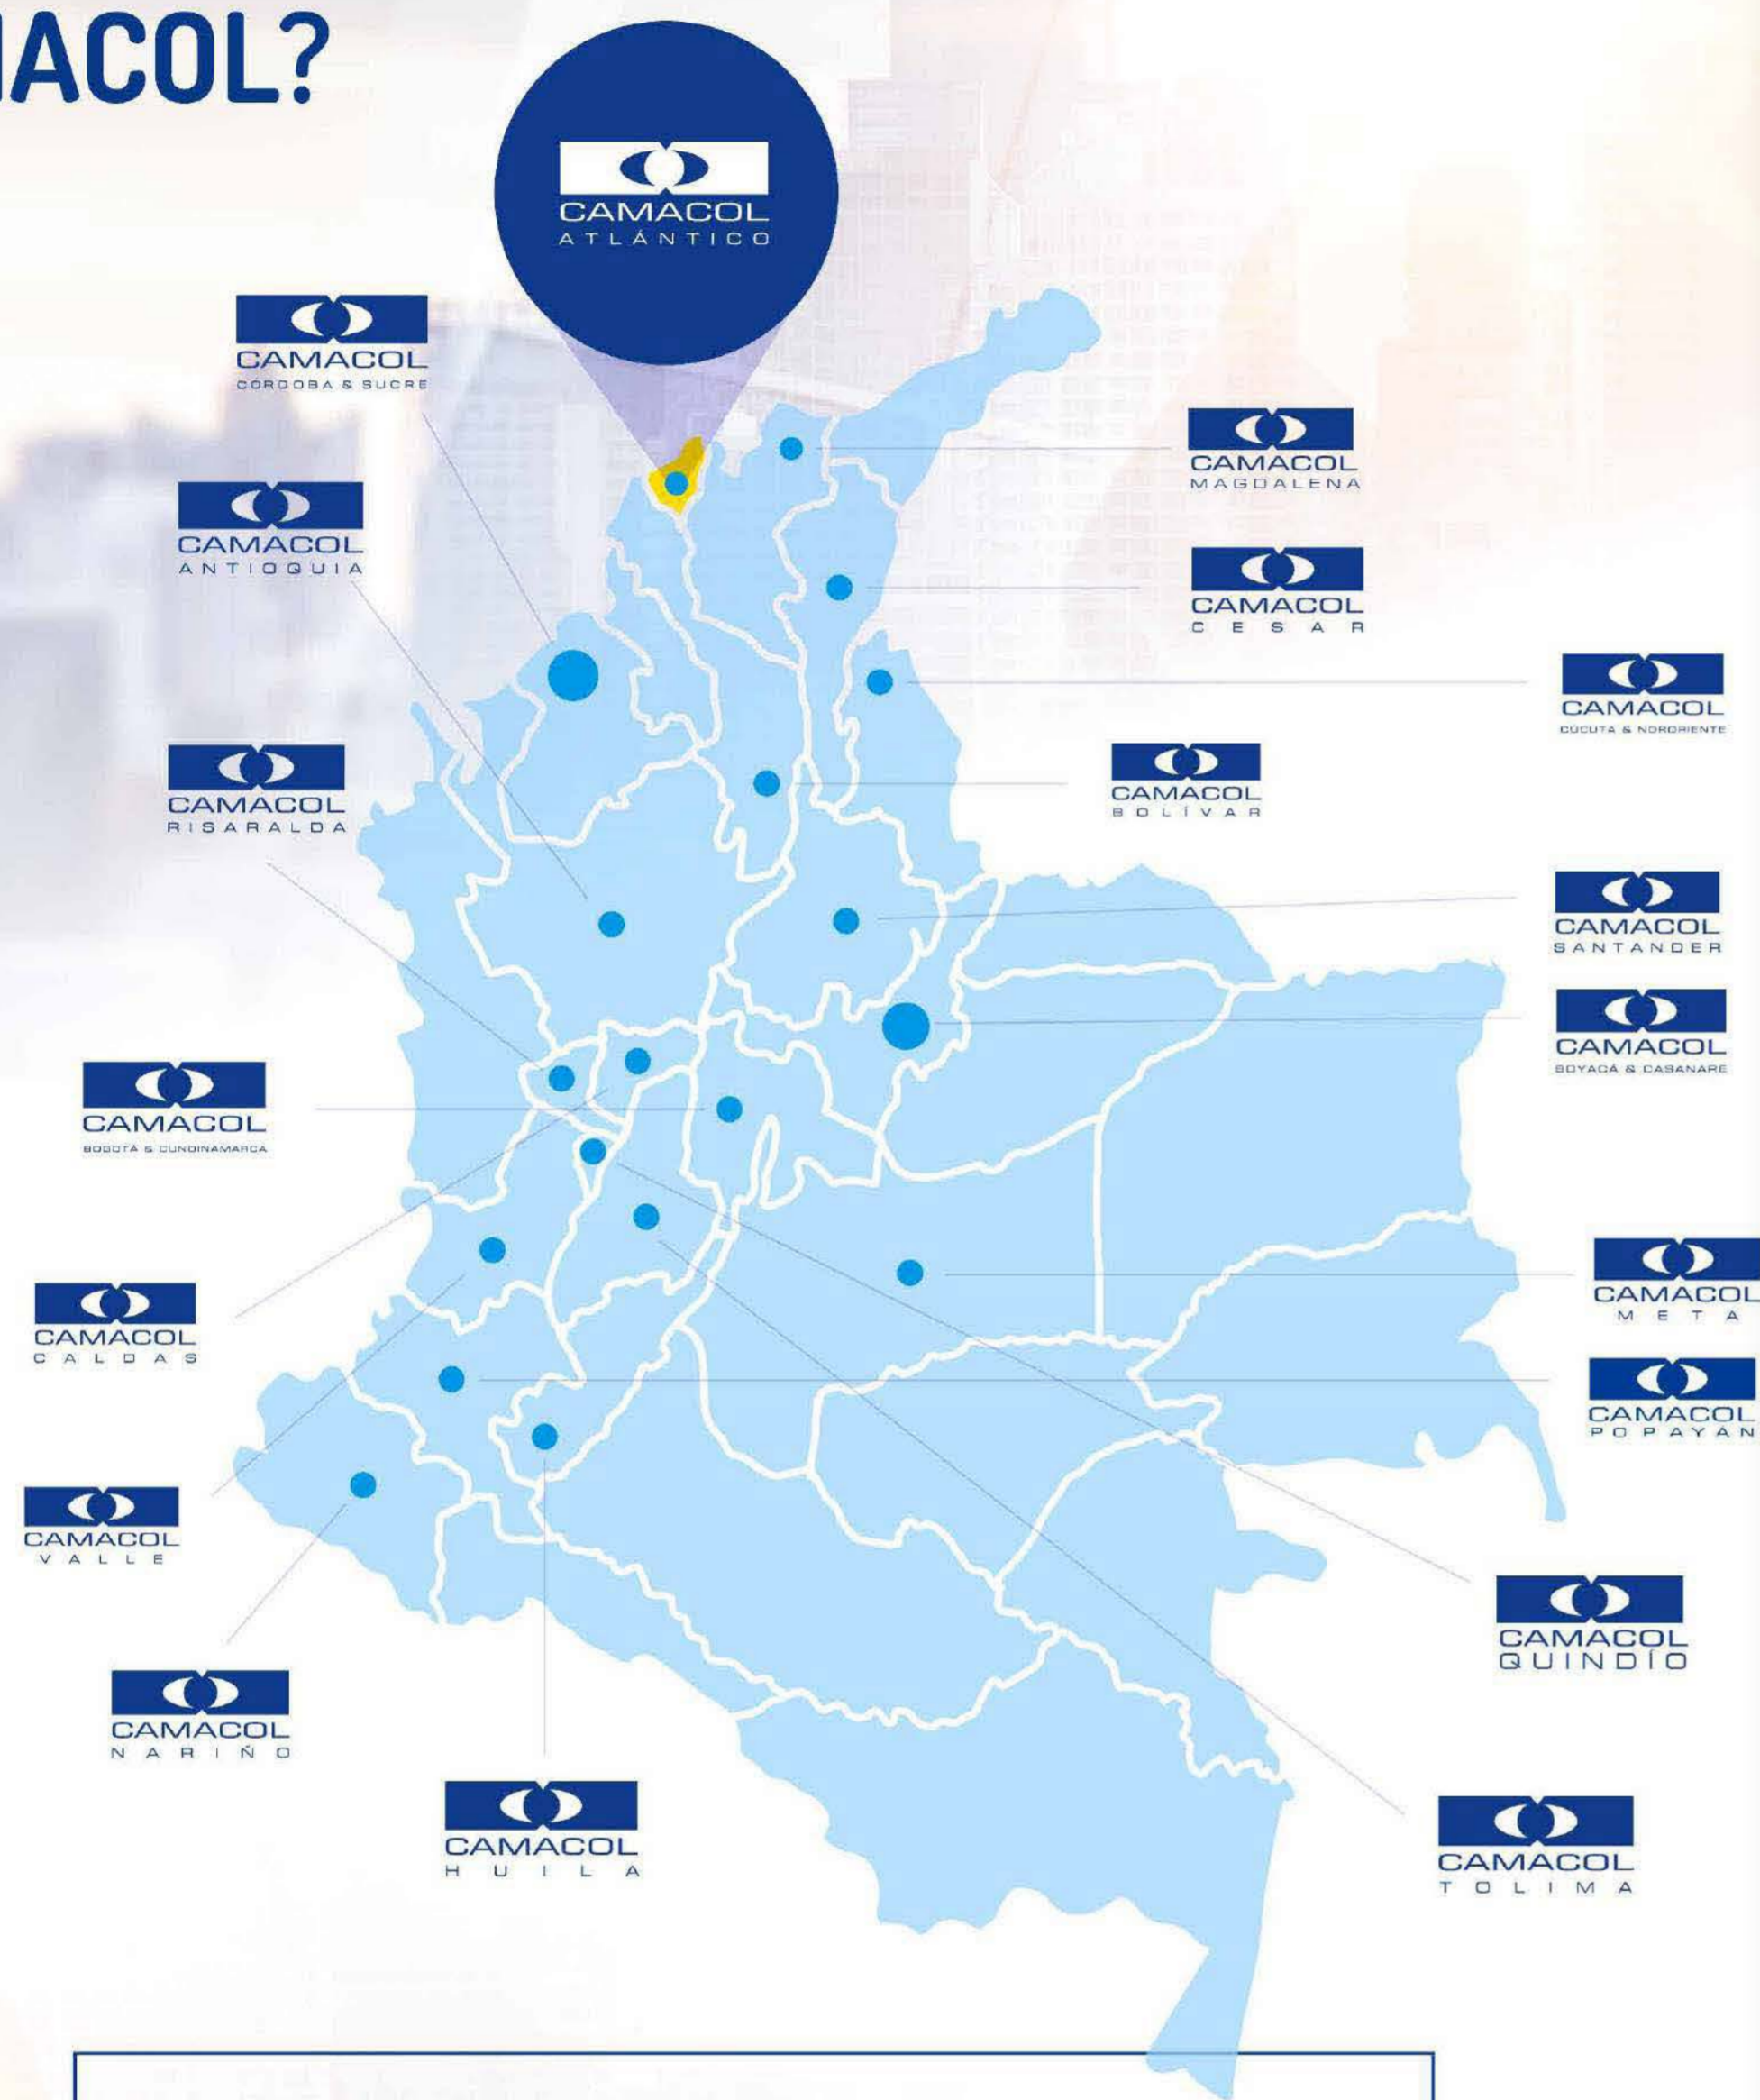 MACOL?
CAMACOL
ATLÁNTICO
CAMACOL
CÓRDOBA & SUCRE
CAMACOL
MAGDALENA
CAMACOL
ANTIOQUIA
CAMACOL
CESAR
CAMACOL
CÚCUTA & NORORIENTE
CAMACOL
RISARALDA
CAMACOL
BOLÍVAR
CAMACOL
SANTANDER
CAMACOL
BOYACÁ & CASANARE
CAMACOL
BOGOTÁ & CUNDINAMARCA
CAMACOL
META
CAMACOL
CALDAS
CAMACOL
POPAYÁN
CAMACOL
VALLE
CAMACOL
QUINDÍO
CAMACOL
NARIÑO
CAMACOL
HUILA
CAMACOL
TOLIMA